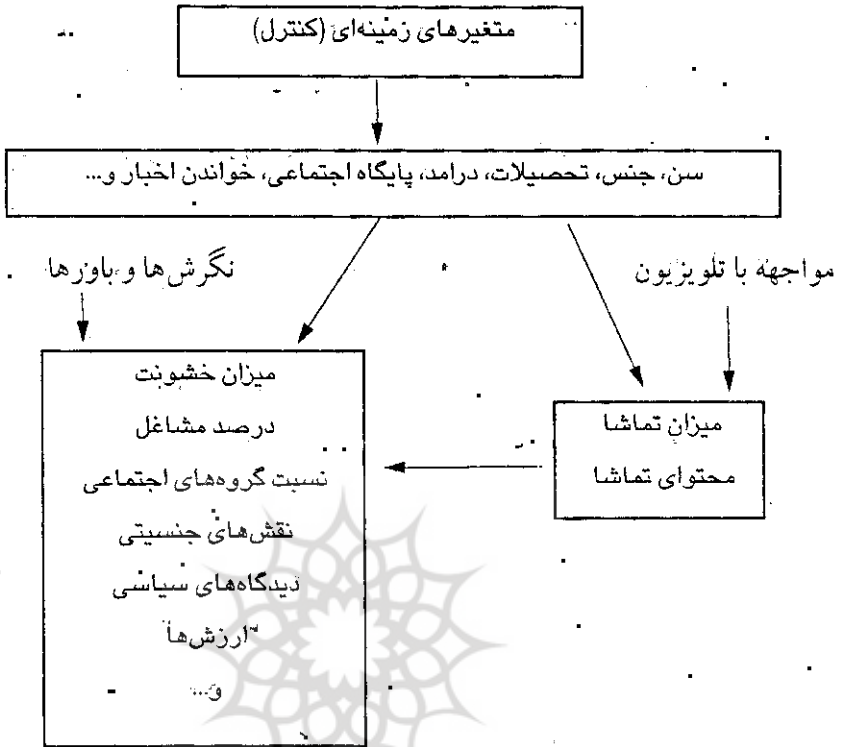 متغیرهای زمینه‌ای (کنترل)
سن، جنس، تحصیلات، درامد، پایگاه اجتماعی، خواندن اخبار و...
مواجهه با تلویزیون
نگرش‌ها و باورها
میزان تماشا
محتوای تماشا
میزان خشونت
درصد مشاغل
نسبت گروه‌های اجتماعی
نقش‌های جنسیتی
دیدگاه‌های سیاسی
ارزش‌ها
و...